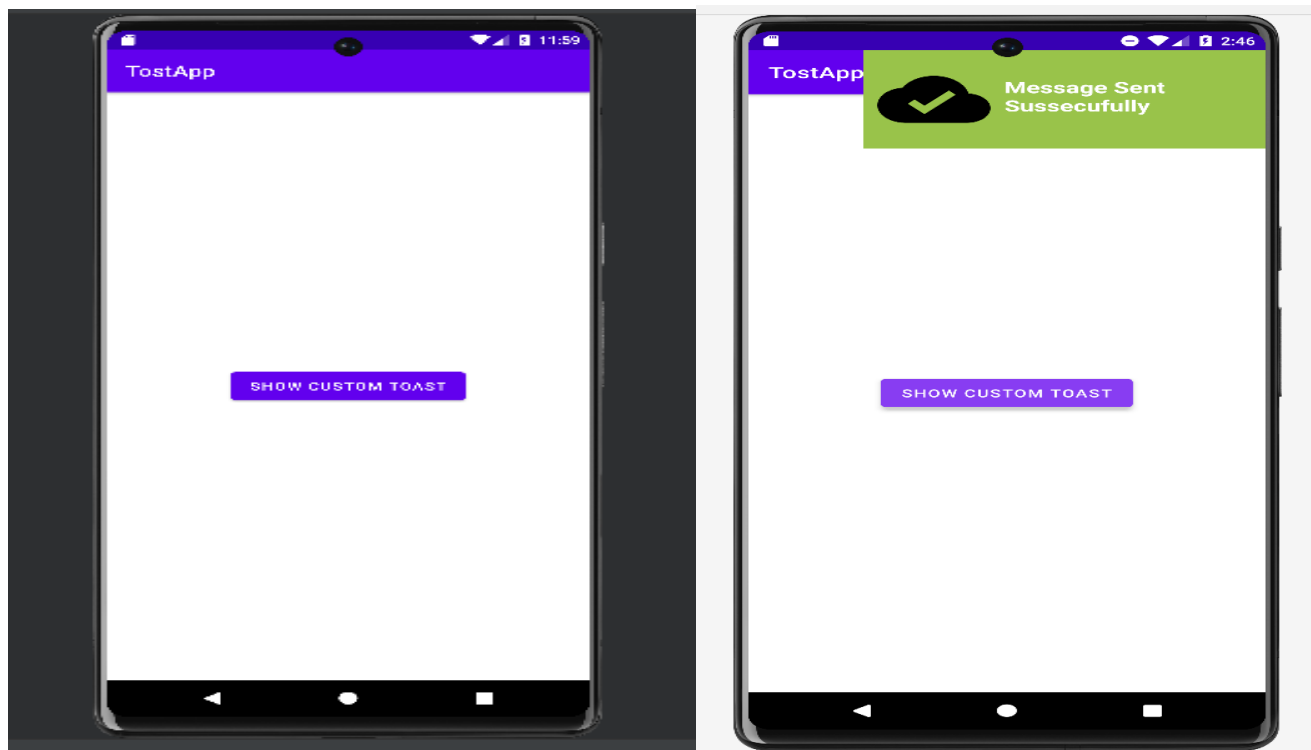 11:59
TostApp
SHOW CUSTOM TOAST
2:46
TostApp
Message Sent
Sussecufully
SHOW CUSTOM TOAST